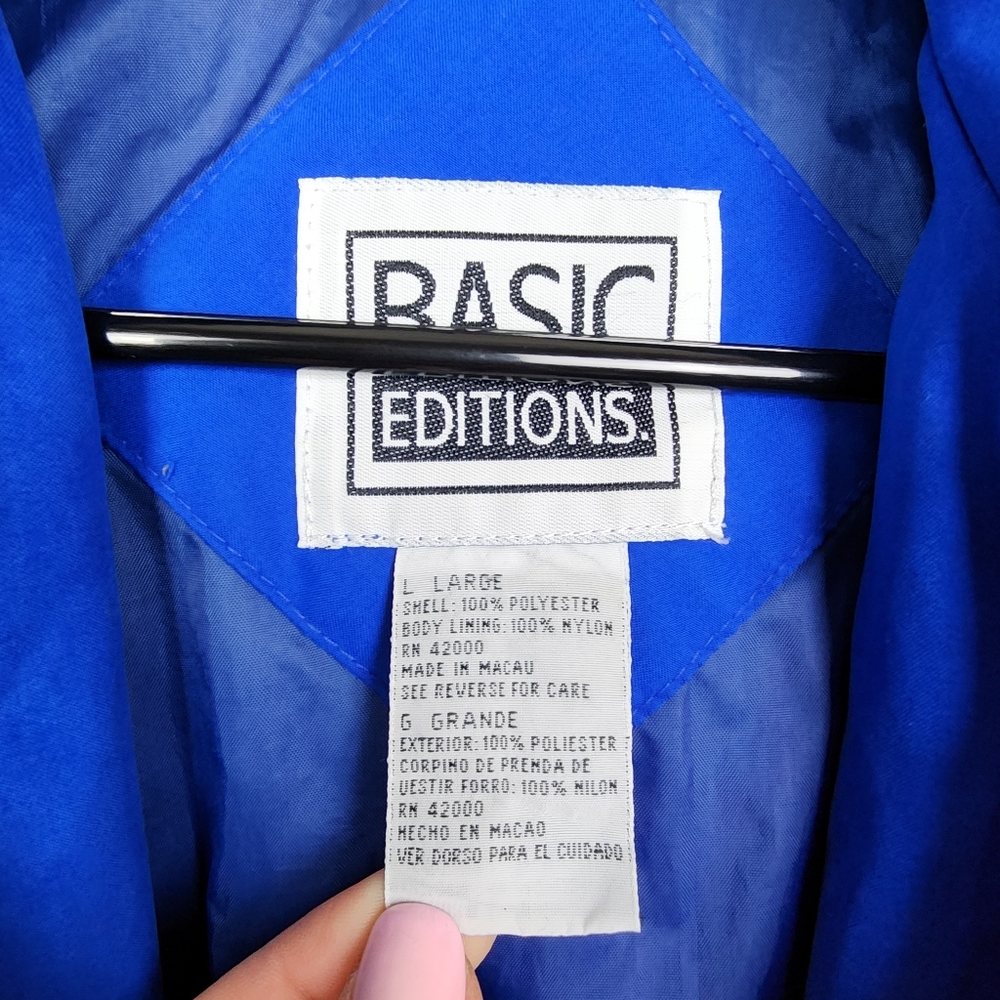 BASIC
EDITIONS.
L LARGE
SHELL: 100% POLYESTER
BODY LINING: 100% NYLON
RN 42000
MADE IN MACAU
SEE REVERSE FOR CARE
G GRANDE
EXTERIOR: 100% POLIESTER
CORPINO DE PRENDA DE
VESTIR FORRO: 100% NILON
RN 42000
HECHO EN MACAO
VER DORSO PARA EL CUIDADO